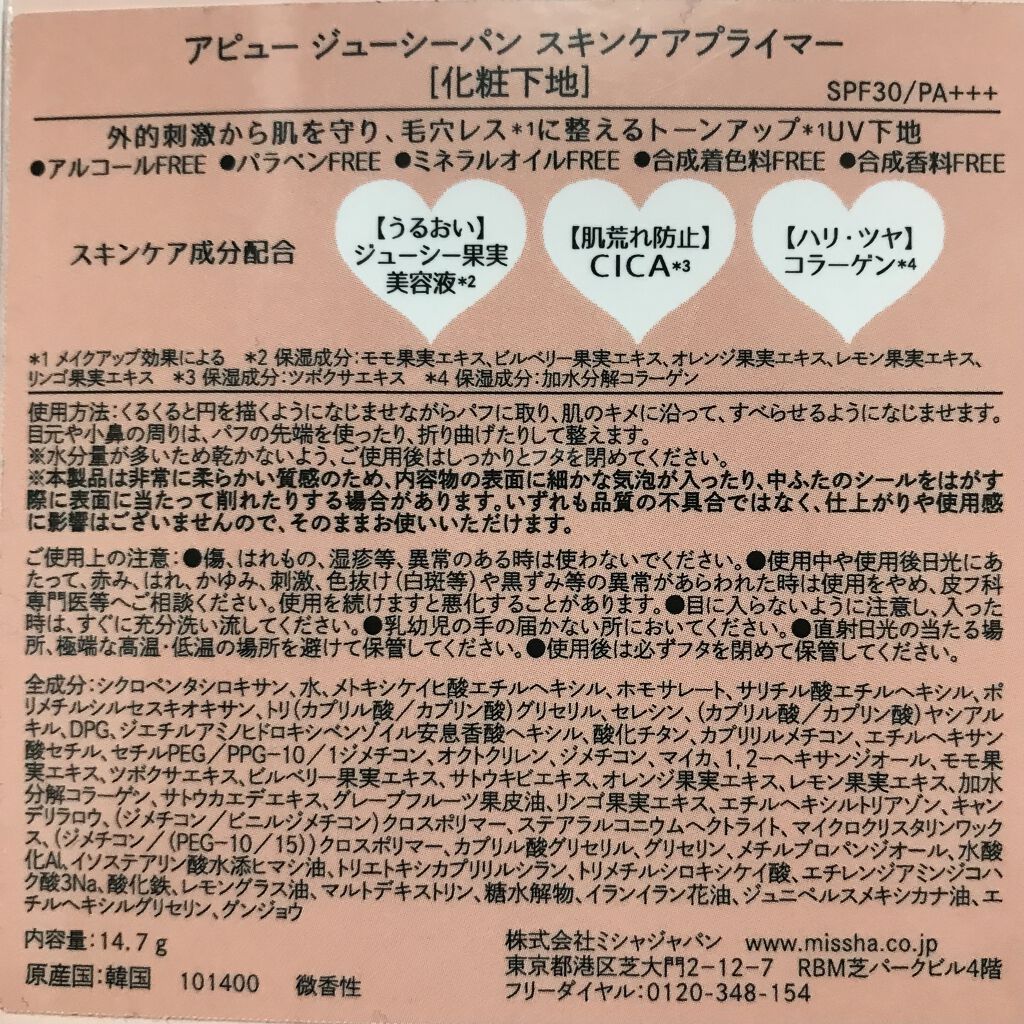 アピュー ジューシーパン スキンケアプライマー
[化粧下地]
SPF30/PA+++
外的刺激から肌を守り、毛穴レス*1に整えるトーンアップ*1UV下地
●アルコールFREE ●パラベンFREE ●ミネラルオイルFREE ●合成着色料FREE ●合成香料FREE
スキンケア成分配合
【うるおい】
ジューシー果実
美容液*2
【肌荒れ防止】
CICA*3
【ハリ・ツヤ】
コラーゲン*4
*1 メイクアップ効果による *2 保湿成分:モモ果実エキス、ビルベリー果実エキス、オレンジ果実エキス、レモン果実エキス、
リンゴ果実エキス *3 保湿成分:ツボクサエキス *4 保湿成分:加水分解コラーゲン
使用方法:くるくると円を描くようになじませながらパフに取り、肌のキメに沿って、すべらせるようになじませます。
目元や小鼻の周りは、パフの先端を使ったり、折り曲げたりして整えます。
※水分量が多いため乾かないよう、ご使用後はしっかりとフタを閉めてください。
※本製品は非常に柔らかい質感のため、内容物の表面に細かな気泡が入ったり、中ふたのシールをはがす
際に表面に当たって削れたりする場合があります。いずれも品質の不具合ではなく、仕上がりや使用感
に影響はございませんので、そのままお使いいただけます。
ご使用上の注意:●傷、はれもの、湿疹等、異常のある時は使わないでください。●使用中や使用後日光にあ
たって、赤み、はれ、かゆみ、刺激、色抜け(白斑等)や黒ずみ等の異常があらわれた時は使用をやめ、皮フ科
専門医等へご相談ください。使用を続けますと悪化することがあります。●目に入らないように注意し、入った
時は、すぐに充分洗い流してください。●乳幼児の手の届かない所においてください。●直射日光の当たる場
所、極端な高温・低温の場所を避けて保管してください。●使用後は必ずフタを閉めて保管してください。
全成分:シクロペンタシロキサン、水、メトキシケイヒ酸エチルヘキシル、ホモサレート、サリチル酸エチルヘキシル、ポ
リメチルシルセスキオキサン、トリ(カプリル酸/カプリン酸)グリセリル、セレシン、(カプリル酸/カプリン酸)ヤシアル
キル、DPG、ジエチルアミノヒドロキシベンゾイル安息香酸ヘキシル、酸化チタン、カプリリルメチコン、エチルヘキサン
酸セチル、セチルPEG/PPG-10/1ジメチコン、オクトクリレン、ジメチコン、マイカ、1,2-ヘキサンジオール、モモ果
実エキス、ツボクサエキス、ビルベリー果実エキス、サトウキビエキス、オレンジ果実エキス、レモン果実エキス、加水
分解コラーゲン、サトウカエデエキス、グレープフルーツ果皮油、リンゴ果実エキス、エチルヘキシルトリアゾン、キャン
デリラロウ、(ジメチコン/ビニルジメチコン)クロスポリマー、ステアラルコニウムヘクトライト、マイクロクリスタリンワック
ス、(ジメチコン/(PEG-10/15))クロスポリマー、カプリル酸グリセリル、グリセリン、メチルプロパンジオール、水酸
化Al、イソステアリン酸水添ヒマシ油、トリエトキシカプリリルシラン、トリメチルシロキシケイ酸、エチレンジアミンジコハ
ク酸3Na、酸化鉄、レモングラス油、マルトデキストリン、糖水解物、イランイラン花油、ジュニペルスメキシカナ油、エ
チルヘキシルグリセリン、ゲンジョウ
内容量:14.7g
原産国:韓国 101400 微香性
株式会社ミシャジャパン www.missha.co.jp
東京都港区芝大門2-12-7 RBM芝パークビル4階
フリーダイヤル:0120-348-154